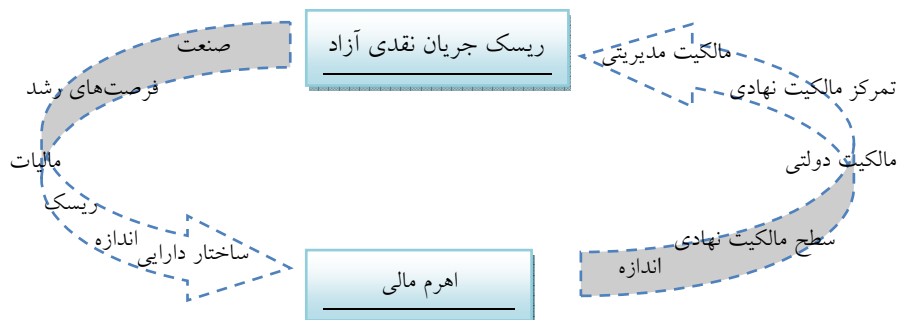 ریسک جریان نقدی آزاد
صنعت
فرصت‌های رشد
مالیات
ریسک
اندازه
ساختار دارایی
مالکیت مدیریتی
تمرکز مالکیت نهادی
مالکیت دولتی
سطح مالکیت نهادی
اندازه
اهرم مالی